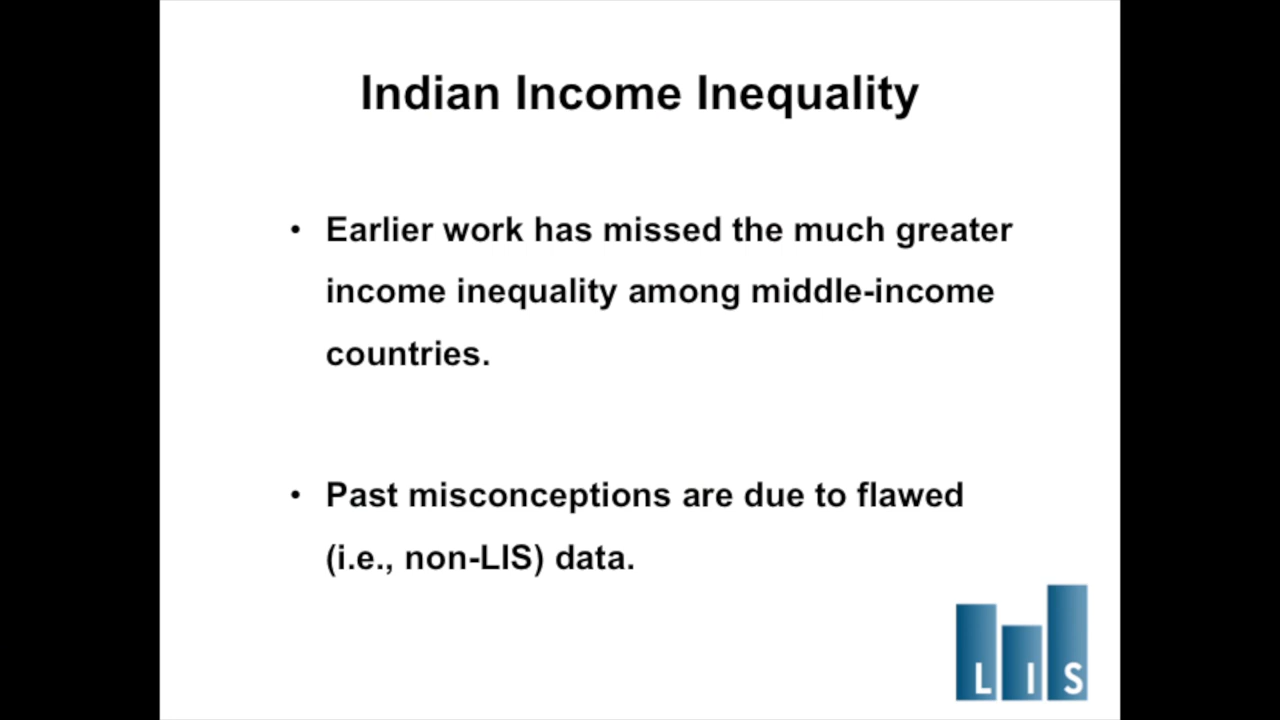 Indian Income Inequality
• Earlier work has missed the much greater
income inequality among middle-income
countries.
• Past misconceptions are due to flawed
(i.e., non-LIS) data.
LIS